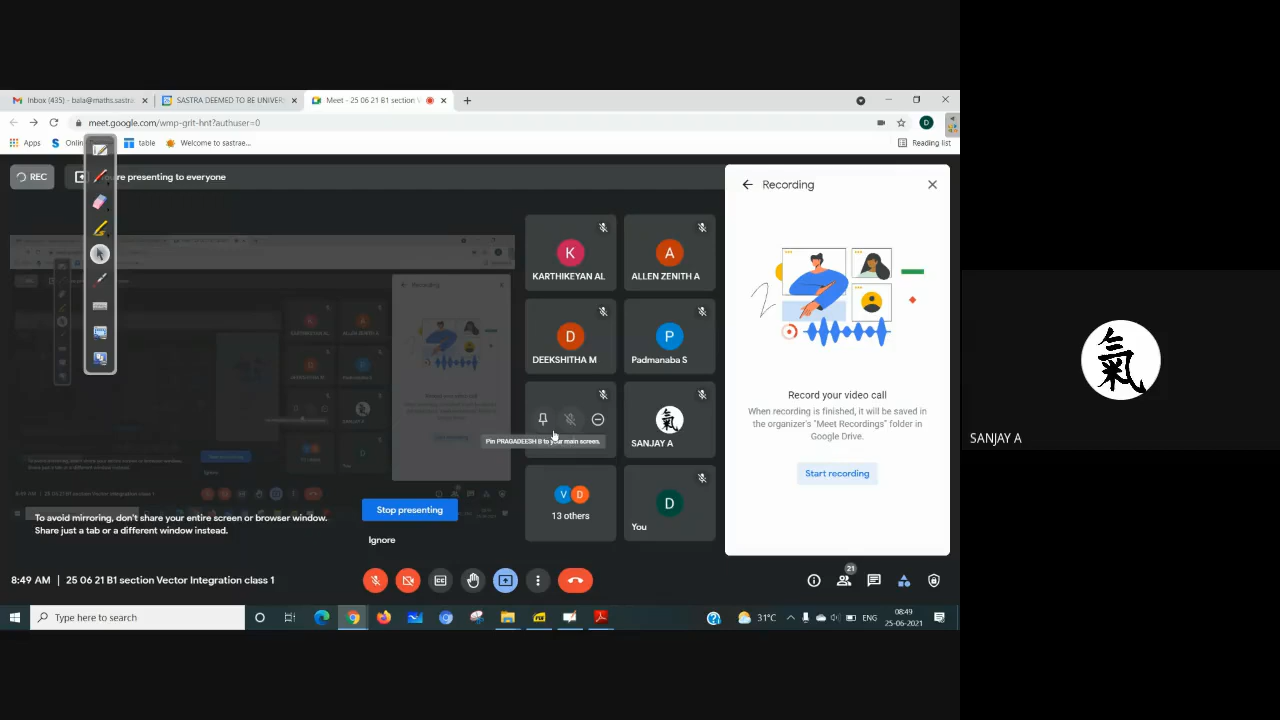 Inbox (435) - bala@maths.sastra
SASTRA DEEMED TO BE UNIVER
Meet - 25 06 21 B1 section V
meet.google.com/wmp-grit-hnt?authuser=0
Apps
Onlin
table
Welcome to sastrae...
Reading list
REC
re presenting to everyone
Recording
K
KARTHIKEYAN AL
A
ALLEN ZENITH A
D
DEEKSHITHA M
P
Padmanaba S
Pin PRAGADEESH B to your main screen.
氣
SANJAY A
V D
13 others
D
You
Record your video call
When recording is finished, it will be saved
in the organizer's "Meet Recordings" folder in
Google Drive.
Start recording
To avoid mirroring, don't share your entire screen or browser window.
Share just a tab or a different window instead.
Stop presenting
Ignore
8:49 AM | 25 06 21 B1 section Vector Integration class 1
21
Type here to search
31°C
ENG
08:49
25-06-2021
氣
SANJAY A